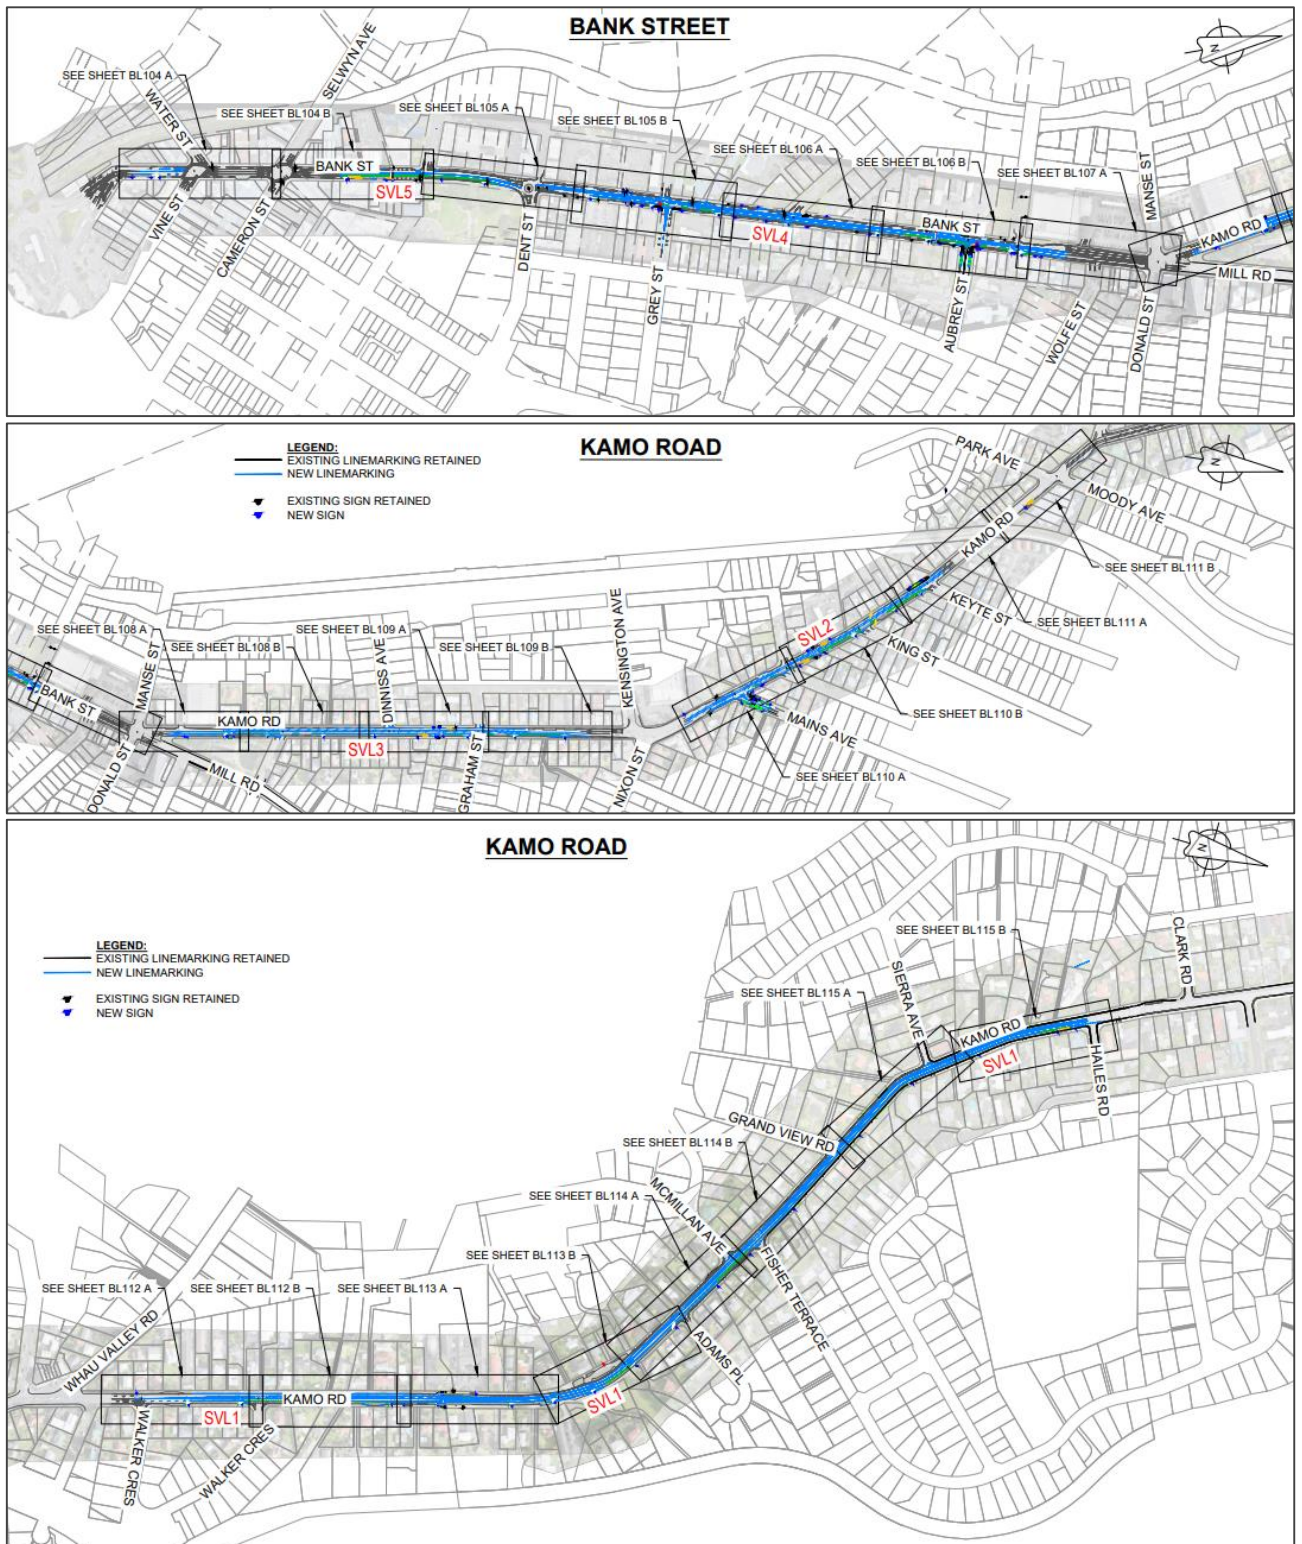 BANK STREET
N
SEE SHEET BL104 A
WATER ST
SELWYN AVE
SEE SHEET BL104 B
SEE SHEET BL105 A
SEE SHEET BL105 B
SEE SHEET BL106 A
SEE SHEET BL106 B
SEE SHEET BL107 A
MANSE ST
BANK ST
SVL5
VINE ST
CAMERON ST
DENT ST
GREY ST
SVL4
BANK ST
AUBREY ST
WOLFE ST
DONALD ST
KAMO RD
MILL RD
KAMO ROAD
N
LEGEND:
EXISTING LINEMARKING RETAINED
NEW LINEMARKING
EXISTING SIGN RETAINED
NEW SIGN
PARK AVE
MOODY AVE
KAMO RD
SEE SHEET BL111 B
KEYTE ST
SEE SHEET BL111 A
SVL2
KING ST
SEE SHEET BL110 B
MAINS AVE
SEE SHEET BL110 A
SEE SHEET BL108 A
MANSE ST
SEE SHEET BL108 B
SEE SHEET BL109 A
DINNISS AVE
SEE SHEET BL109 B
KENSINGTON AVE
BANK ST
KAMO RD
SVL3
DONALD ST
MILL RD
GRAHAM ST
NIXON ST
KAMO ROAD
N
LEGEND:
EXISTING LINEMARKING RETAINED
NEW LINEMARKING
EXISTING SIGN RETAINED
NEW SIGN
SEE SHEET BL115 B
CLARK RD
SIERRA AVE
SEE SHEET BL115 A
KAMO RD
SVL1
HAILES RD
GRAND VIEW RD
SEE SHEET BL114 B
MCMILLAN AVE
SEE SHEET BL114 A
SEE SHEET BL113 B
FISHER TERRACE
ADAMS PL
SEE SHEET BL112 A
SEE SHEET BL112 B
SEE SHEET BL113 A
WHAU VALLEY RD
SVL1
KAMO RD
SVL1
WALKER CRES
WALKER CRES